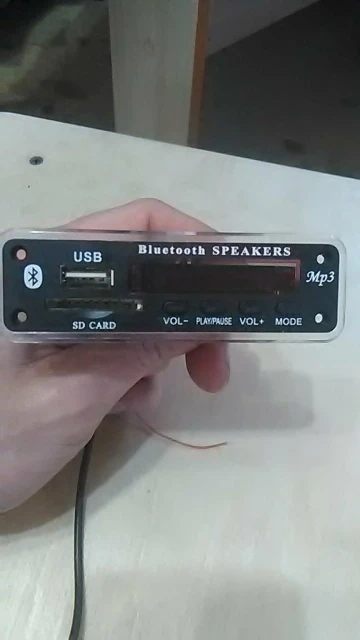 Bluetooth SPEAKERS
USB
Mp3
SD CARD
VOL- PLAY/PAUSE VOL+ MODE